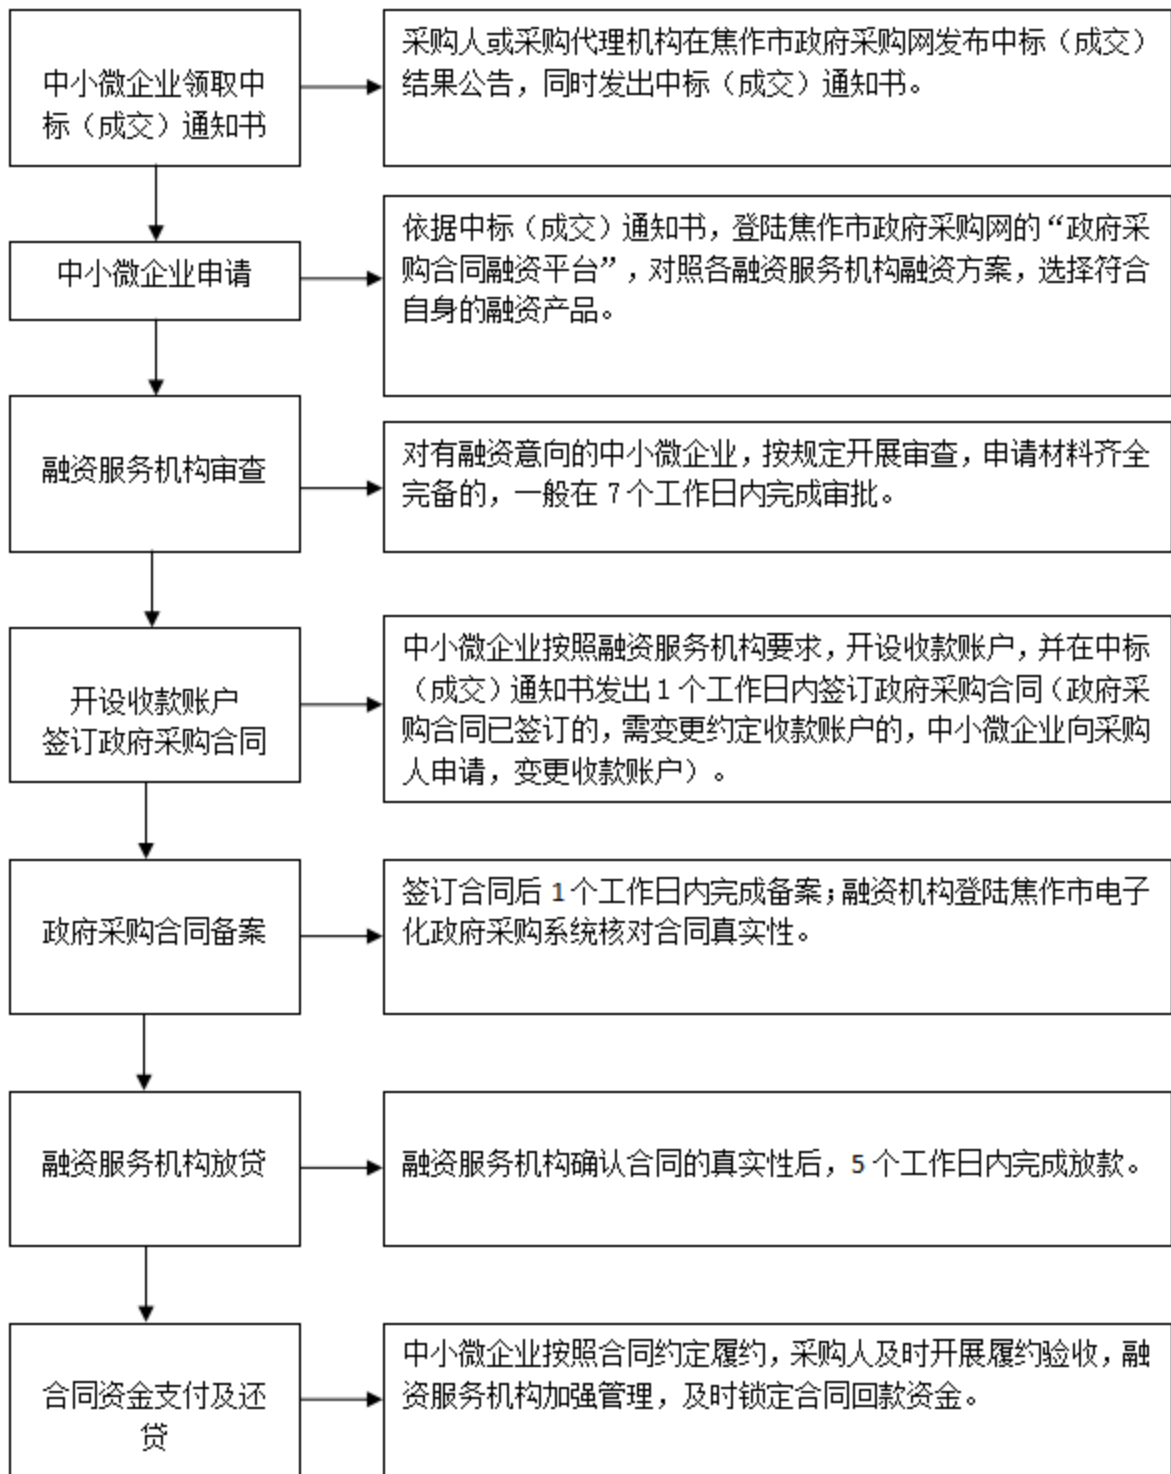 中小微企业领取中
标（成交）通知书
采购人或采购代理机构在焦作市政府采购网发布中标（成交）
结果公告，同时发出中标（成交）通知书。
中小微企业申请
依据中标（成交）通知书，登陆焦作市政府采购网的“政府采
购合同融资平台”，对照各融资服务机构融资方案，选择符合
自身的融资产品。
融资服务机构审查
对有融资意向的中小微企业，按规定开展审查，申请材料齐全
完备的，一般在 7 个工作日内完成审批。
开设收款账户
签订政府采购合同
中小微企业按照融资服务机构要求，开设收款账户，并在中标
（成交）通知书发出 1 个工作日内签订政府采购合同（政府采
购合同已签订的，需变更约定收款账户的，中小微企业向采购
人申请，变更收款账户）。
政府采购合同备案
签订合同后 1 个工作日内完成备案；融资机构登陆焦作市电子
化政府采购系统核对合同真实性。
融资服务机构放贷
融资服务机构确认合同的真实性后，5 个工作日内完成放款。
合同资金支付及还
贷
中小微企业按照合同约定履约，采购人及时开展履约验收，融
资服务机构加强管理，及时锁定合同回款资金。